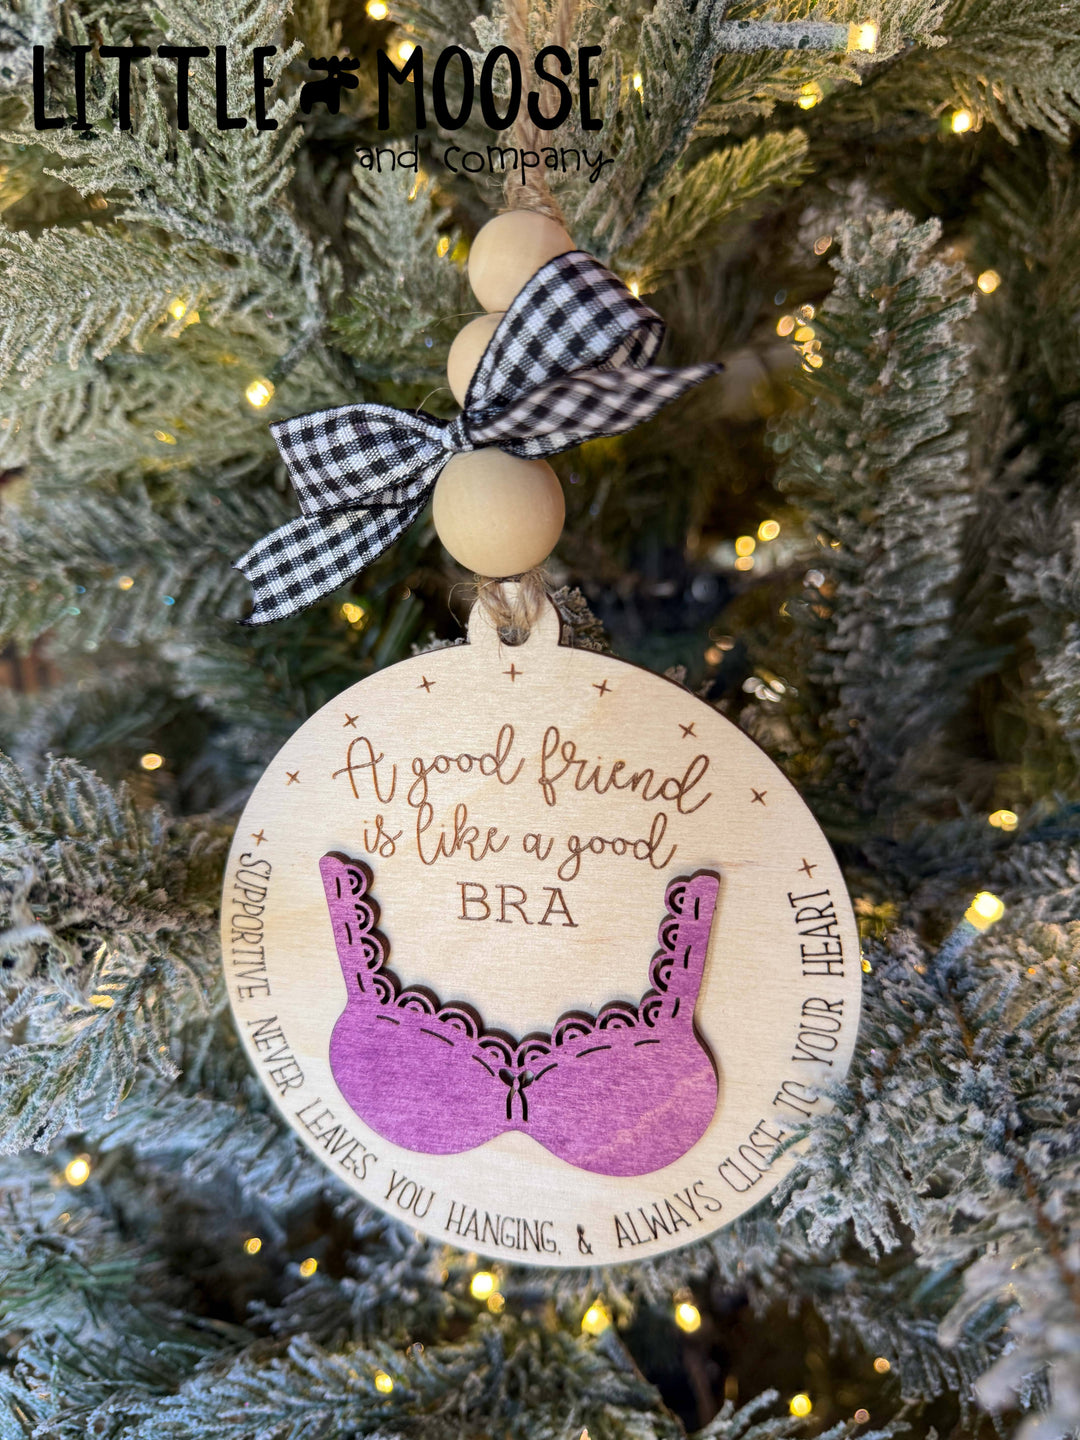 LITTLE MOOSE
and company
A good friend
is like a good
BRA
SUPPORTIVE, NEVER LEAVES YOU HANGING, & ALWAYS CLOSE TO YOUR HEART